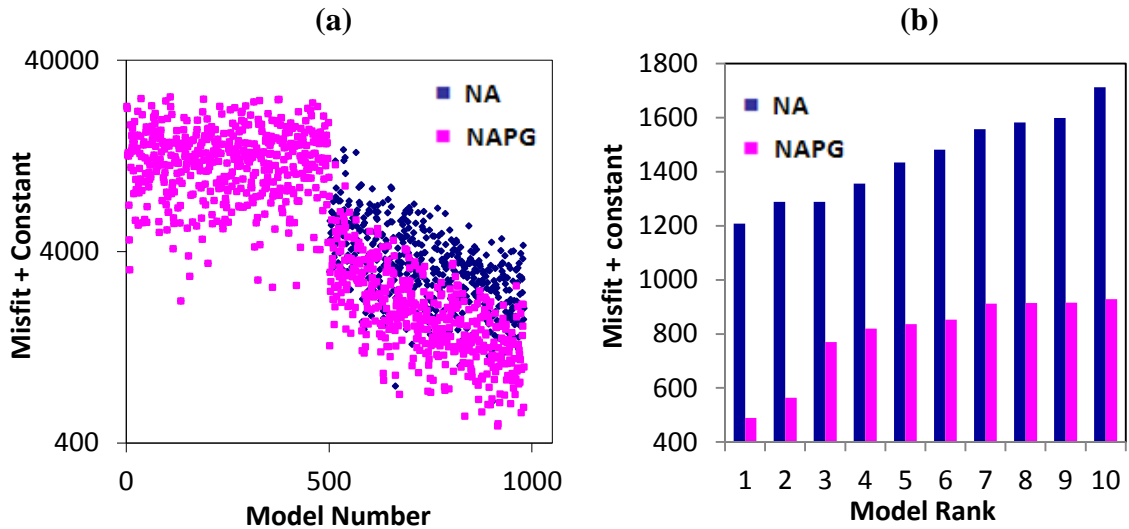 (a)
Misfit + Constant
40000
4000
400
NA
NAPG
0 500 1000
Model Number
(b)
Misfit + constant
1800
1600
1400
1200
1000
800
600
400
NA
NAPG
1 2 3 4 5 6 7 8 9 10
Model Rank